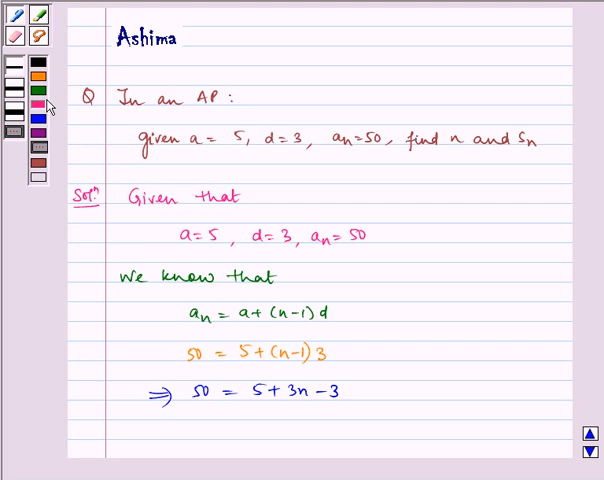 Ashima
Q In an AP :
given a = 5, d = 3, aₙ = 50, find n and Sₙ
Solⁿ Given that
a = 5, d = 3, aₙ = 50
We know that
aₙ = a + (n-1) d
50 = 5 + (n-1) 3
⇒ 50 = 5 + 3n - 3